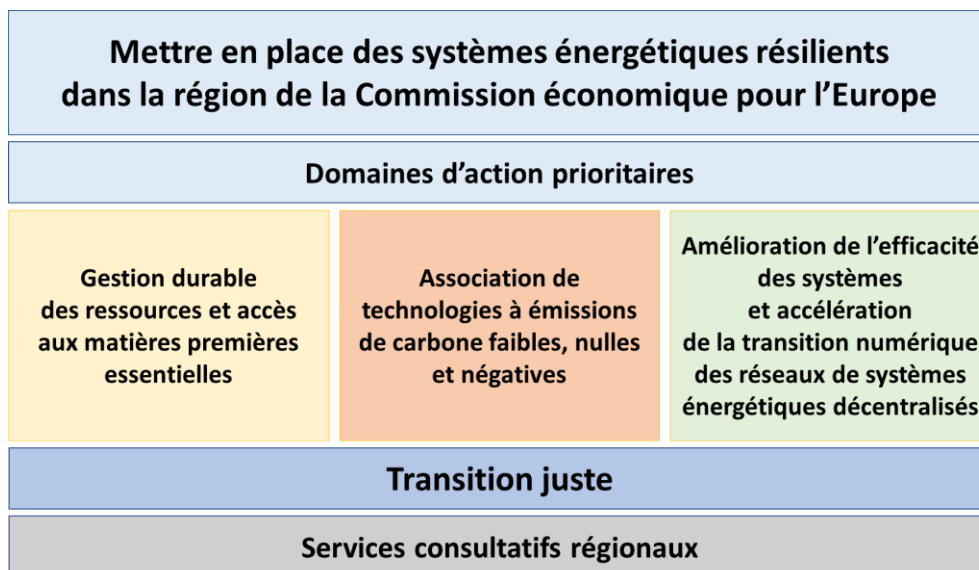 Mettre en place des systèmes énergétiques résilients
dans la région de la Commission économique pour l’Europe
Domaines d’action prioritaires
Gestion durable
des ressources et accès
aux matières premières
essentielles
Association de
technologies à émissions
de carbone faibles, nulles
et négatives
Amélioration de l’efficacité
des systèmes
et accélération
de la transition numérique
des réseaux de systèmes
énergétiques décentralisés
Transition juste
Services consultatifs régionaux